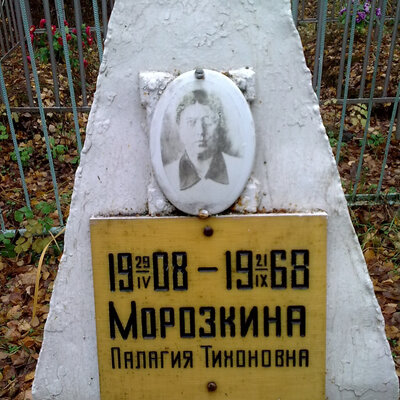 19 29/IV 08 – 19 21/IX 68
МОРОЗКИНА
ПАЛАГИЯ ТИХОНОВНА